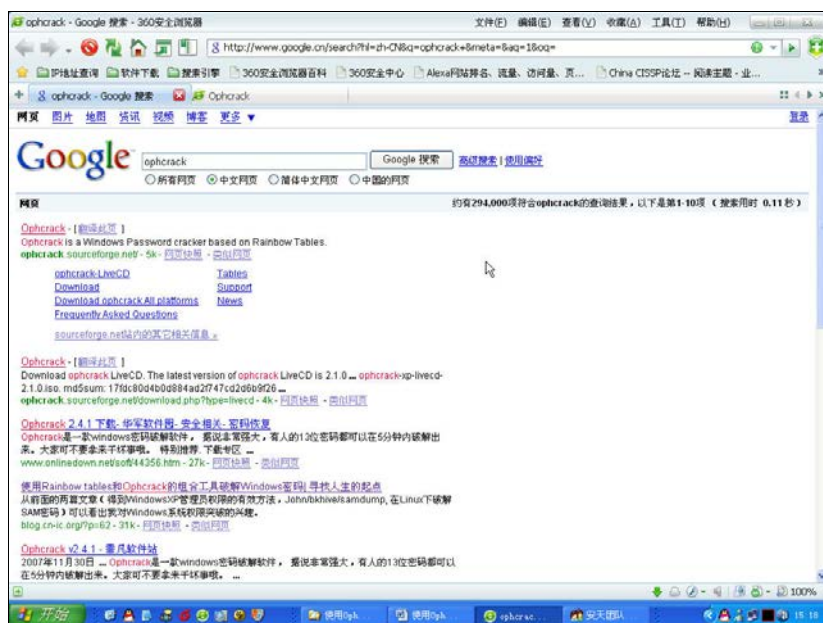 ophcrack - Google 搜索 - 360安全浏览器
文件(F) 编辑(E) 查看(V) 收藏(A) 工具(T) 帮助(H)
http://www.google.cn/search?hl=zh-CN&q=ophcrack+&meta=&aq=1&oq=
IP地址查询 软件下载 搜索引擎 360安全浏览器百科 360安全中心 Alexa网站排名、流量、访问量、页... China CISSP论坛 -- 阅读主题 - 业...
ophcrack - Google 搜索 Ophcrack
网页 图片 地图 资讯 视频 博客 更多 ▼ 登录
Google ophcrack Google 搜索 高级搜索 | 使用偏好
所有网页 中文网页 简体中文网页 中国的网页
网页 约有294,000项符合ophcrack的查询结果，以下是第1-10项 （搜索用时 0.11 秒）
Ophcrack - [ 翻译此页 ]
Ophcrack is a Windows Password cracker based on Rainbow Tables.
ophcrack.sourceforge.net/ - 5k - 网页快照 - 类似网页
ophcrack-LiveCD Tables
Download Support
Download ophcrack All platforms News
Frequently Asked Questions
sourceforge.net站内的其它相关信息 »
Ophcrack - [ 翻译此页 ]
Download ophcrack LiveCD. The latest version of ophcrack LiveCD is 2.1.0 ... ophcrack-xp-livecd-
2.1.0.iso. md5sum: 17fdc80d4b0d884ad2f747cd2d6b9f26 ...
ophcrack.sourceforge.net/download.php?type=livecd - 4k - 网页快照 - 类似网页
Ophcrack 2.4.1 下载- 华军软件园- 安全相关- 密码恢复
Ophcrack是一款windows密码破解软件， 据说非常强大，有人的13位密码都可以在5分钟内破解出
来。大家可不要拿来干坏事哦。 特别推荐. 下载专区 ...
www.onlinedown.net/soft/44356.htm - 27k - 网页快照 - 类似网页
使用Rainbow tables和Ophcrack的组合工具破解Windows密码| 寻找人生的起点
从前面的两篇文章（ 得到WindowsXP管理员权限的有效方法，John/bkhive/samdump, 在Linux下破解
SAM密码）可以看出我对Windows系统权限突破的兴趣。
blog.cn-ic.org/?p=62 - 31k - 网页快照 - 类似网页
Ophcrack v2.4.1 - 霏凡软件站
2007年11月30日 ... Ophcrack是一款windows密码破解软件， 据说非常强大，有人的13位密码都可以
在5分钟内破解出来。大家可不要拿来干坏事哦。 ...
100%
开始 使用Oph... 使用Oph... ophcrac... 安天团队 15:18